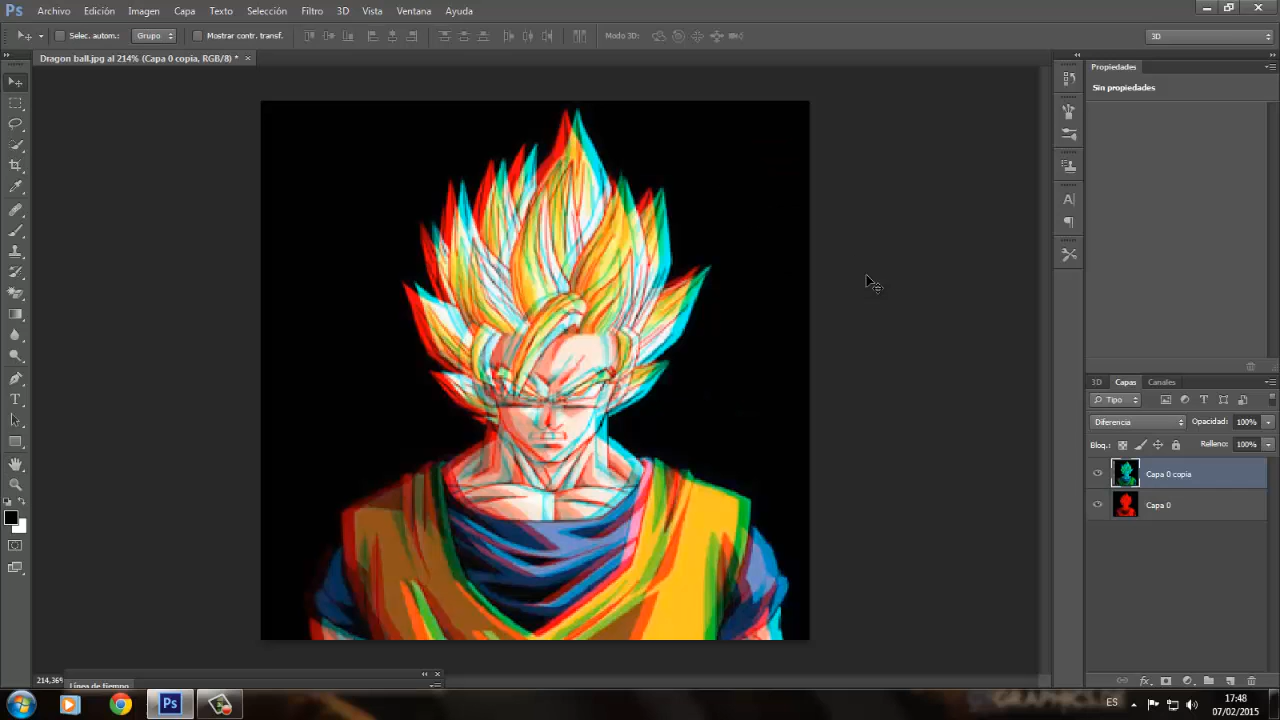 Ps Archivo Edición Imagen Capa Texto Selección Filtro 3D Vista Ventana Ayuda
Selec. autom.: Grupo Mostrar contr. transf. Modo 3D: 3D
Dragon ball.jpg al 214% (Capa 0 copia, RGB/8) *
Propiedades
Sin propiedades
3D Capas Canales
Tipo
Diferencia Opacidad: 100%
Bloq.: Relleno: 100%
Capa 0 copia
Capa 0
214,36%
Línea de tiempo
Ps
ES
17:48
07/02/2015